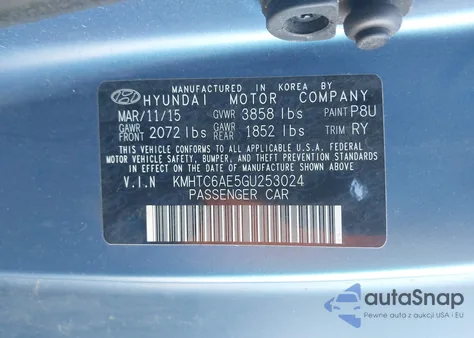 MANUFACTURED IN KOREA BY
HYUNDAI MOTOR COMPANY
MAR/11/15 GVWR 3858 lbs PAINT P8U
GAWR FRONT 2072 lbs GAWR REAR 1852 lbs TRIM RY
THIS VEHICLE CONFORMS TO ALL APPLICABLE U.S.A. FEDERAL
MOTOR VEHICLE SAFETY, BUMPER, AND THEFT PREVENTION STANDARDS
IN EFFECT ON THE DATE OF MANUFACTURE SHOWN ABOVE.
V.I.N KMHTC6AE5GU253024
PASSENGER CAR
autaSnap
Pewne auta z aukcji USA i EU